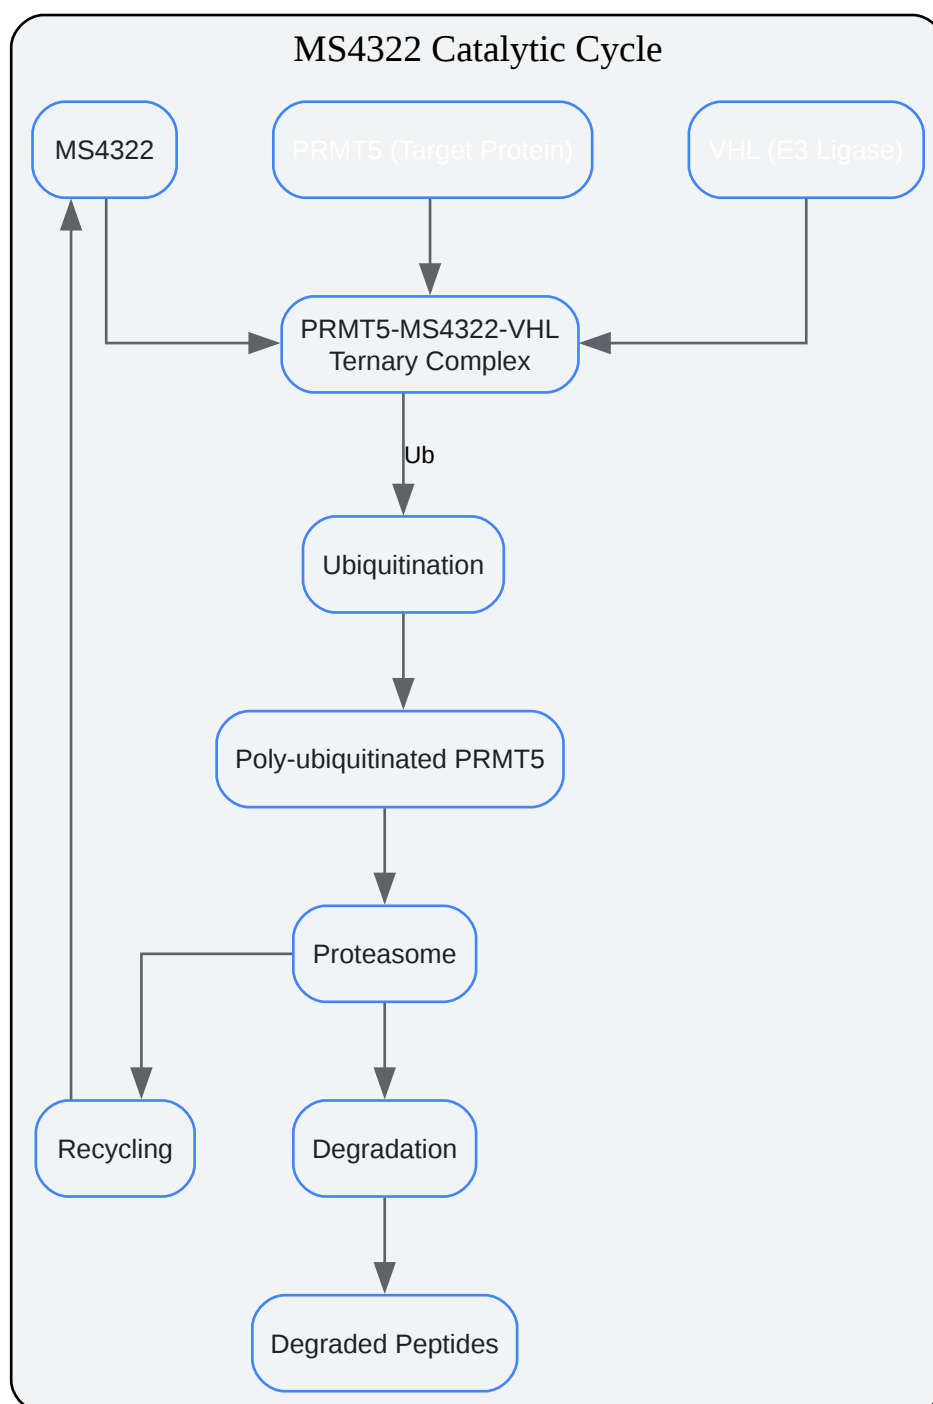 MS4322 Catalytic Cycle
MS4322
PRMT5 (Target Protein)
VHL (E3 Ligase)
PRMT5-MS4322-VHL
Ternary Complex
Ub
Ubiquitination
Poly-ubiquitinated PRMT5
Proteasome
Recycling
Degradation
Degraded Peptides